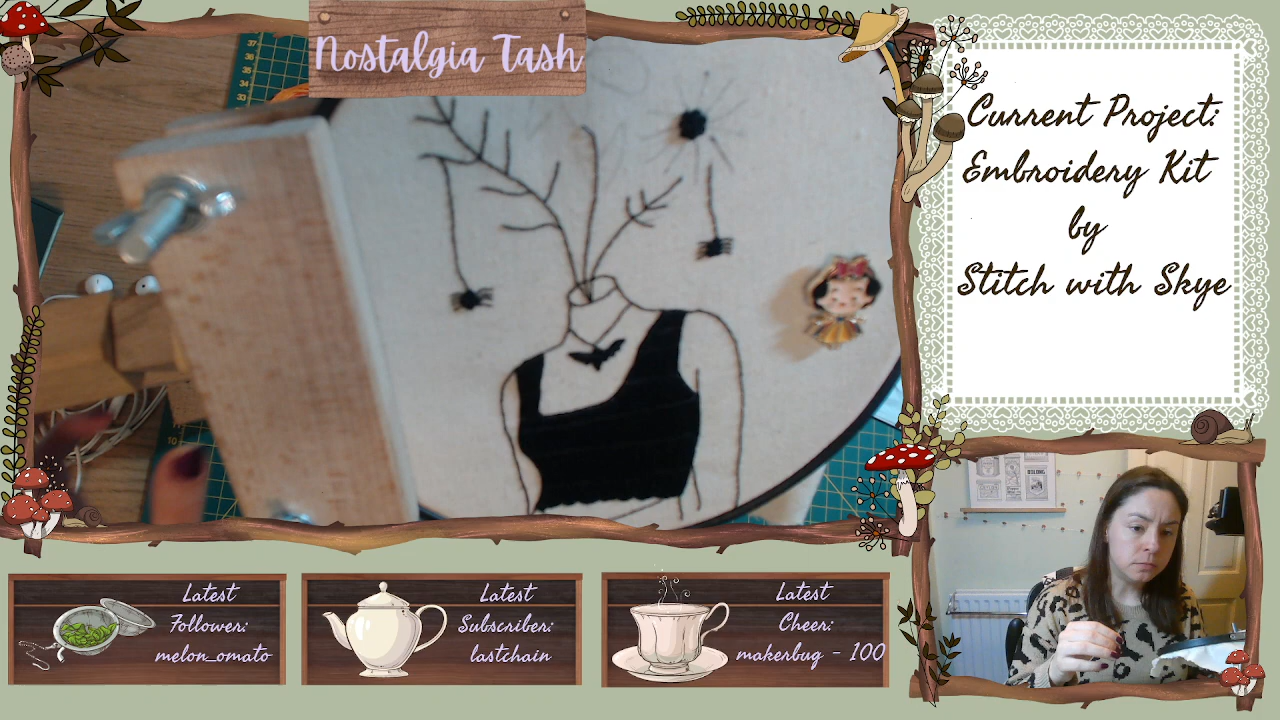 Nostalgia Tash
Current Project:
Embroidery Kit
by
Stitch with Skye
Latest
Follower:
melon_omato
Latest
Subscriber:
lastchain
Latest
Cheer:
makerbug - 100